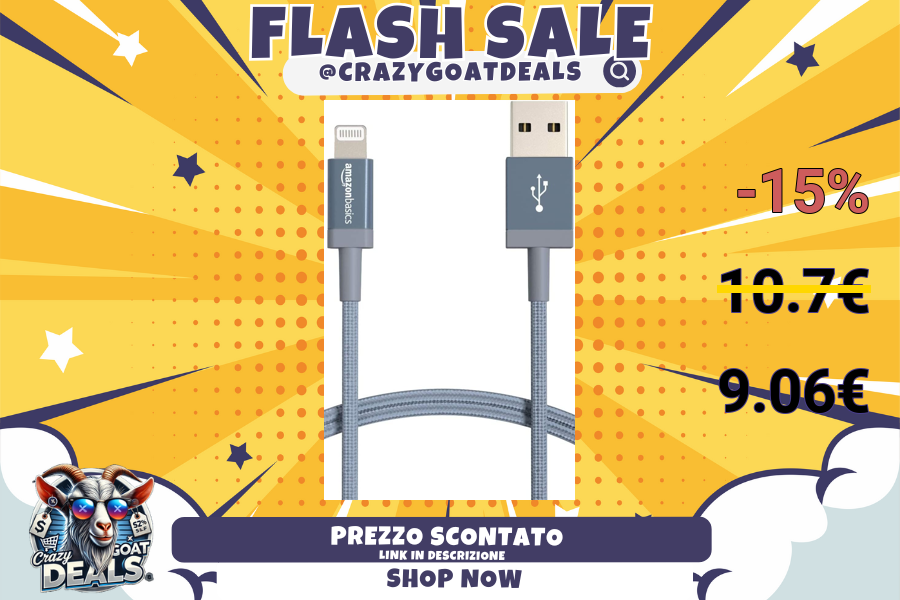 FLASH SALE
@CRAZYGOATDEALS
amazonbasics
-15%
10.7€
9.06€
$
52%
Crazy
GOAT
DEALS
PREZZO SCONTATO
LINK IN DESCRIZIONE
SHOP NOW